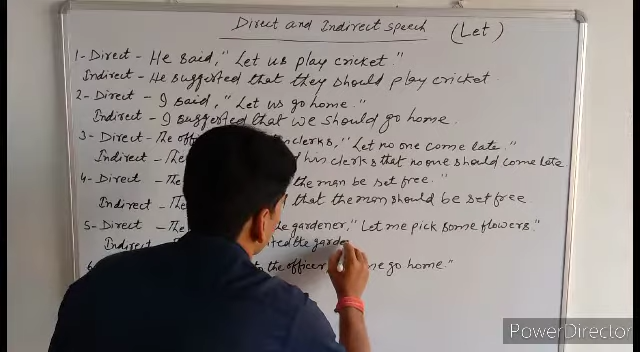 Direct and Indirect speech (Let)
1- Direct - He said, "Let us play cricket."
Indirect - He suggested that they should play cricket.
2- Direct - I said, "Let us go home."
Indirect - I suggested that we should go home.
3- Direct - The clerks, "Let no one come late."
Indirect - The his clerks that no one should come late
4- Direct - The the man be set free."
Indirect - The that the man should be set free.
5- Direct - The gardener, "Let me pick some flowers."
Indirect - the
to the officer, me go home."
PowerDirector